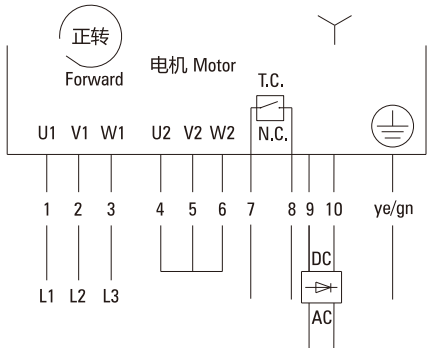 正转
Forward
电机 Motor
T.C.
N.C.
U1 V1 W1 U2 V2 W2
1 2 3 4 5 6 7 8 9 10 ye/gn
L1 L2 L3
DC
AC